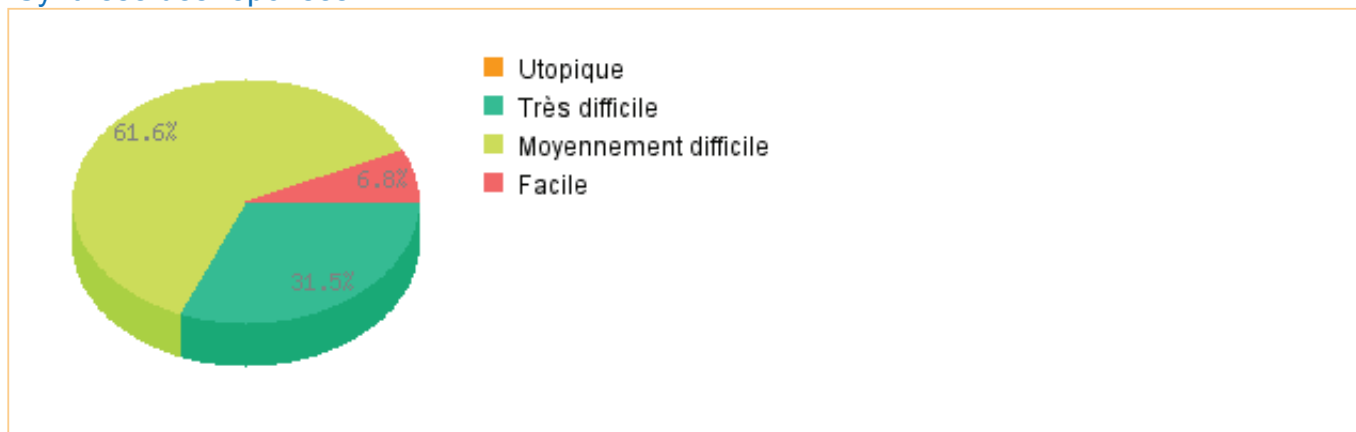 Utopique
Très difficile
61.6%
Moyennement difficile
6.8%
Facile
31.5%